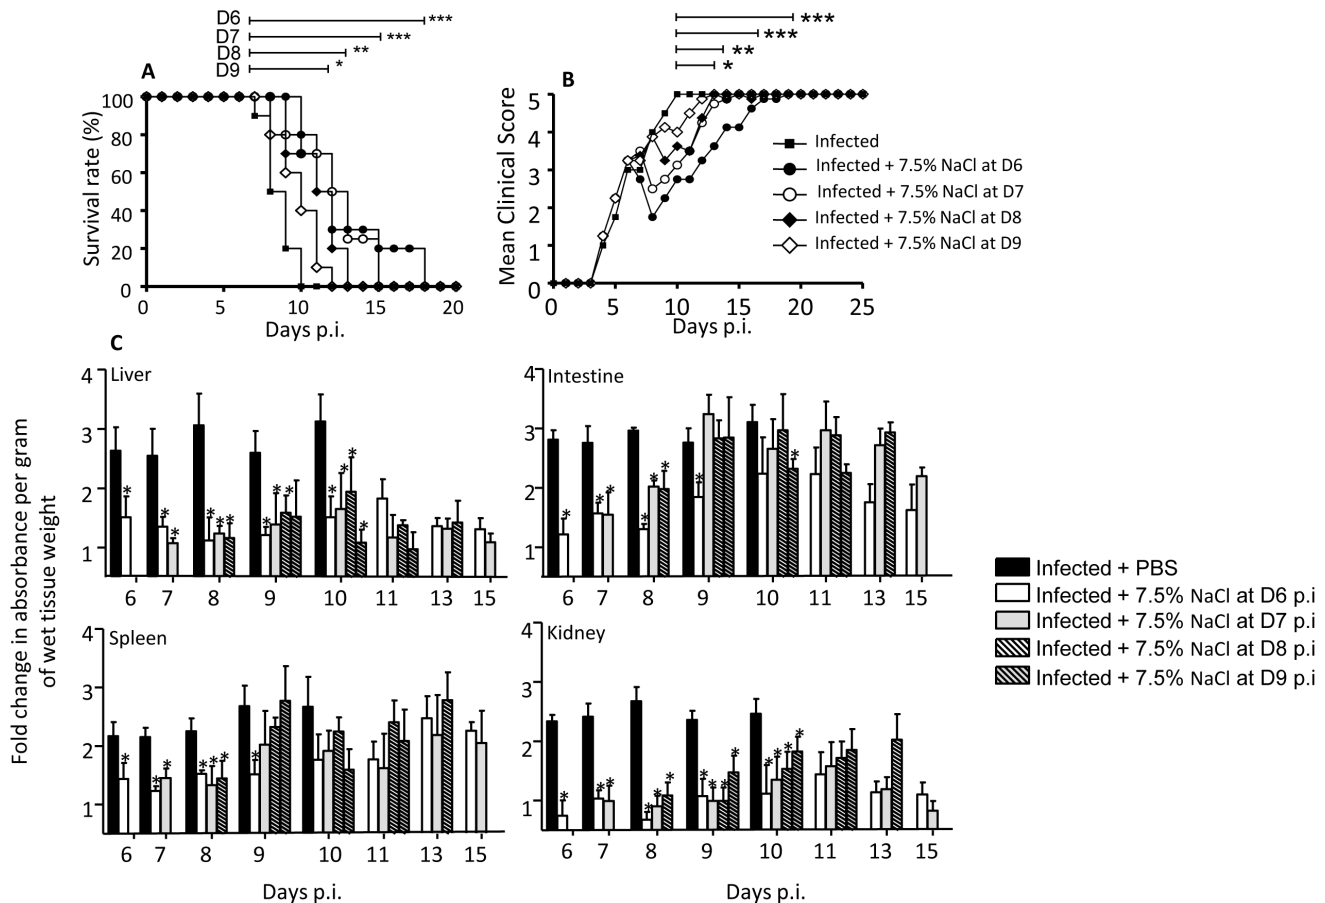 D6 ***
D7 ***
D8 **
D9 *
A
100
80
60
40
20
0
Survival rate (%)
0 5 10 15 20
Days p.i.
***
***
**
*
B
5
4
3
2
1
0
Mean Clinical Score
0 5 10 15 20 25
Days p.i.
Infected
Infected + 7.5% NaCl at D6
Infected + 7.5% NaCl at D7
Infected + 7.5% NaCl at D8
Infected + 7.5% NaCl at D9
C
Fold change in absorbance per gram
of wet tissue weight
Liver
4
3
2
1
* * * * * * * * * * * * *
6 7 8 9 10 11 13 15
Intestine
4
3
2
1
* * * * * * * *
6 7 8 9 10 11 13 15
Spleen
4
3
2
1
* * * * * * *
6 7 8 9 10 11 13 15
Days p.i.
Kidney
4
3
2
1
* * * * * * * * * * * * * *
6 7 8 9 10 11 13 15
Days p.i.
Infected + PBS
Infected + 7.5% NaCl at D6 p.i
Infected + 7.5% NaCl at D7 p.i
Infected + 7.5% NaCl at D8 p.i
Infected + 7.5% NaCl at D9 p.i